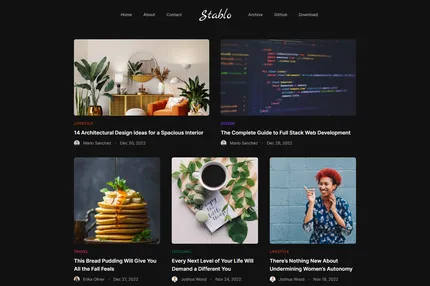 Home About Contact Stablo Archive Github Download
LIFESTYLE
14 Architectural Design Ideas for a Spacious Interior
Mario Sanchez • Dec 30, 2022
DESIGN
The Complete Guide to Full Stack Web Development
Mario Sanchez • Dec 28, 2022
TRAVEL
This Bread Pudding Will Give You
All the Fall Feels
Erika Oliver • Dec 21, 2022
PERSONAL
Every Next Level of Your Life Will
Demand a Different You
Joshua Wood • Nov 24, 2022
LIFESTYLE
There's Nothing New About
Undermining Women's Autonomy
Joshua Wood • Nov 18, 2022